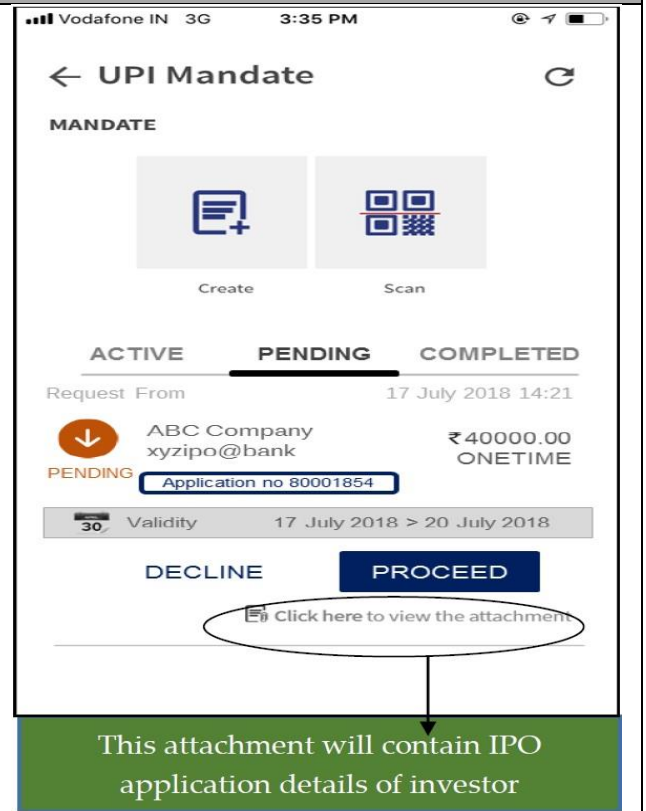 Vodafone IN 3G 3:35 PM
← UPI Mandate
MANDATE
Create Scan
ACTIVE PENDING COMPLETED
Request From 17 July 2018 14:21
ABC Company ₹40000.00
xyzipo@bank ONETIME
PENDING
Application no 80001854
30 Validity 17 July 2018 > 20 July 2018
DECLINE PROCEED
Click here to view the attachment
This attachment will contain IPO
application details of investor